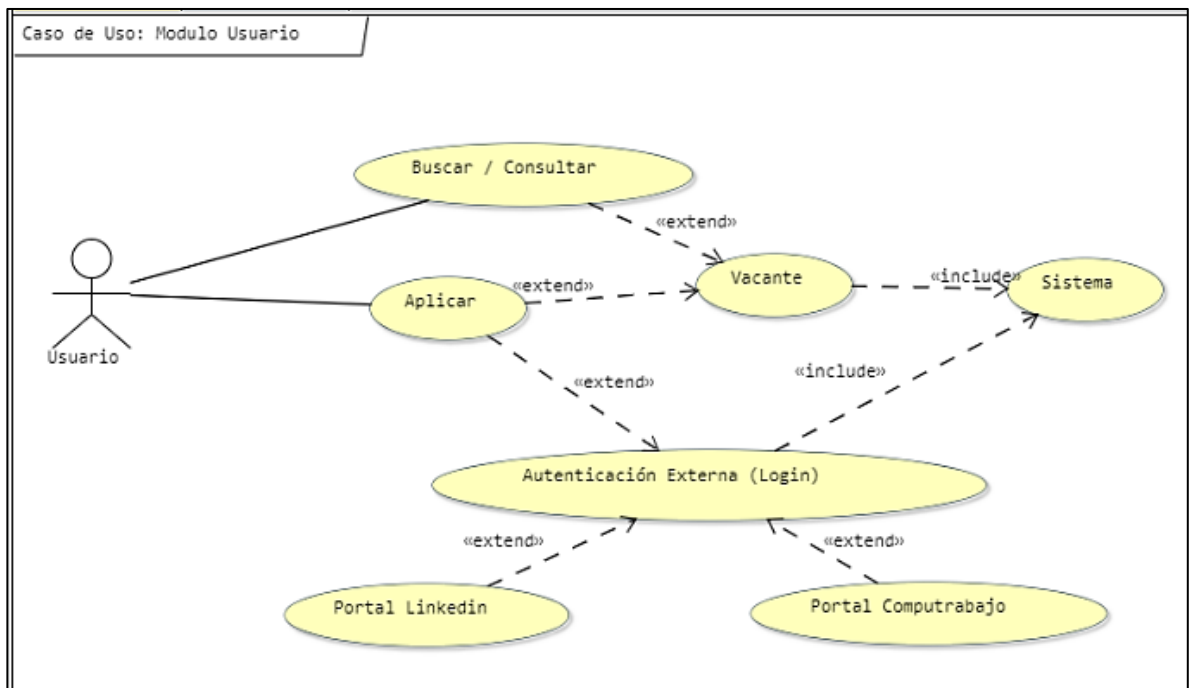 Caso de Uso: Modulo Usuario
Buscar / Consultar
«extend»
Vacante
«include»
Sistema
Aplicar
«extend»
Usuario
«extend»
«include»
Autenticación Externa (Login)
«extend»
«extend»
Portal Linkedin
Portal Computrabajo